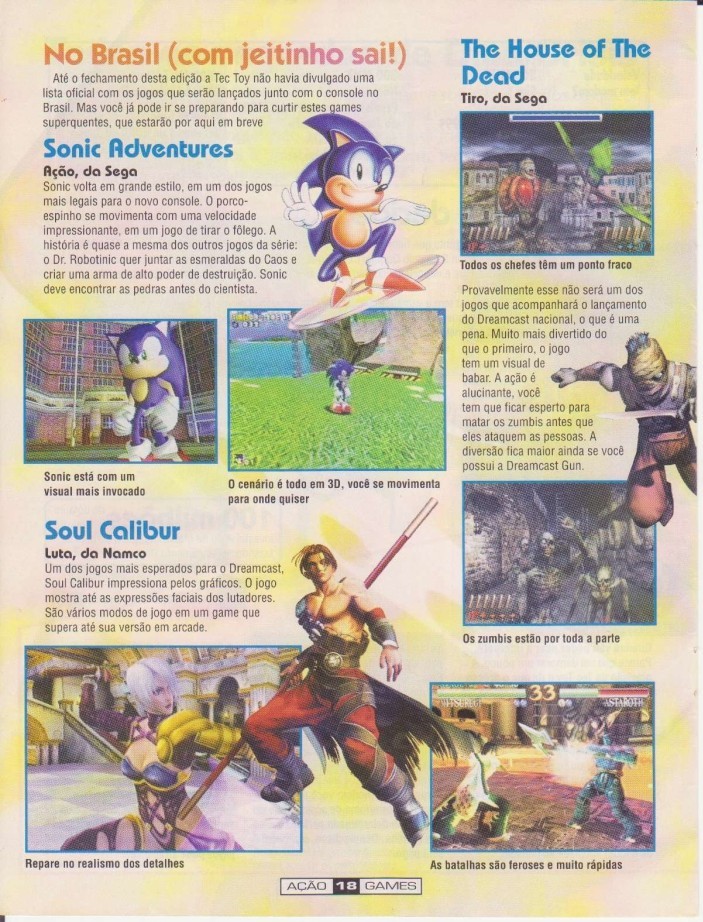 No Brasil (com jeitinho sai!)
Até o fechamento desta edição a Tec Toy não havia divulgado uma
lista oficial com os jogos que serão lançados junto com o console no
Brasil. Mas você já pode ir se preparando para curtir estes games
superquentes, que estarão por aqui em breve
Sonic Adventures
Ação, da Sega
Sonic volta em grande estilo, em um dos jogos
mais legais para o novo console. O porco-
espinho se movimenta com uma velocidade
impressionante, em um jogo de tirar o fôlego. A
história é quase a mesma dos outros jogos da série:
o Dr. Robotinic quer juntar as esmeraldas do Caos e
criar uma arma de alto poder de destruição. Sonic
deve encontrar as pedras antes do cientista.
Sonic está com um
visual mais invocado
O cenário é todo em 3D, você se movimenta
para onde quiser
Soul Calibur
Luta, da Namco
Um dos jogos mais esperados para o Dreamcast,
Soul Calibur impressiona pelos gráficos. O jogo
mostra até as expressões faciais dos lutadores.
São vários modos de jogo em um game que
supera até sua versão em arcade.
Repare no realismo dos detalhes
The House of The
Dead
Tiro, da Sega
Todos os chefes têm um ponto fraco
Provavelmente esse não será um dos
jogos que acompanhará o lançamento
do Dreamcast nacional, o que é uma
pena. Muito mais divertido do
que o primeiro, o jogo
tem um visual de
babar. A ação é
alucinante, você
tem que ficar esperto para
matar os zumbis antes que
eles ataquem as pessoas. A
diversão fica maior ainda se você
possui a Dreamcast Gun.
Os zumbis estão por toda a parte
33
ASTAROTH
As batalhas são feroses e muito rápidas
AÇÃO 18 GAMES